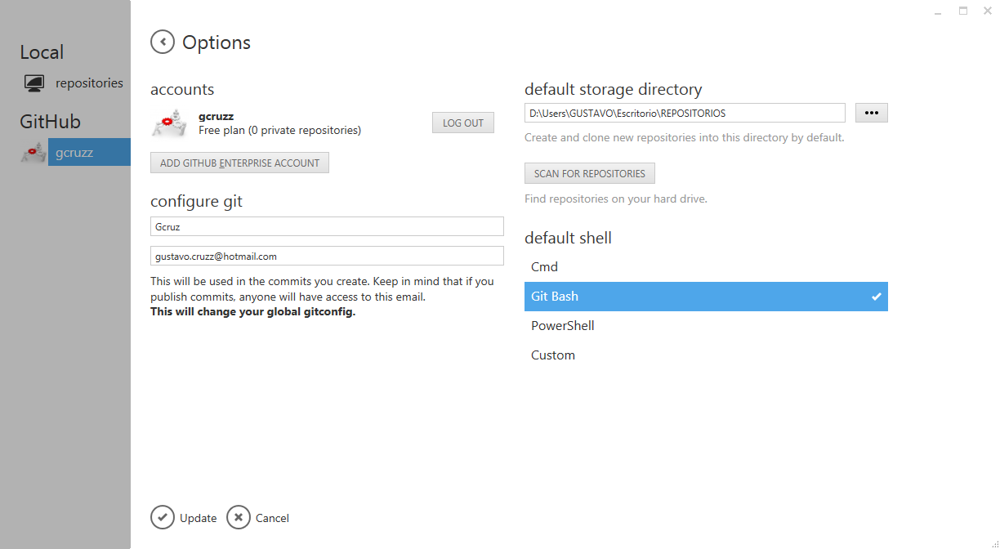 Local
repositories
GitHub
gcruzz
Options
accounts
gcruzz
Free plan (0 private repositories)
LOG OUT
ADD GITHUB ENTERPRISE ACCOUNT
configure git
Gcruz
gustavo.cruzz@hotmail.com
This will be used in the commits you create. Keep in mind that if you
publish commits, anyone will have access to this email.
This will change your global gitconfig.
default storage directory
D:\Users\GUSTAVO\Escritorio\REPOSITORIOS
Create and clone new repositories into this directory by default.
SCAN FOR REPOSITORIES
Find repositories on your hard drive.
default shell
Cmd
Git Bash
PowerShell
Custom
Update
Cancel